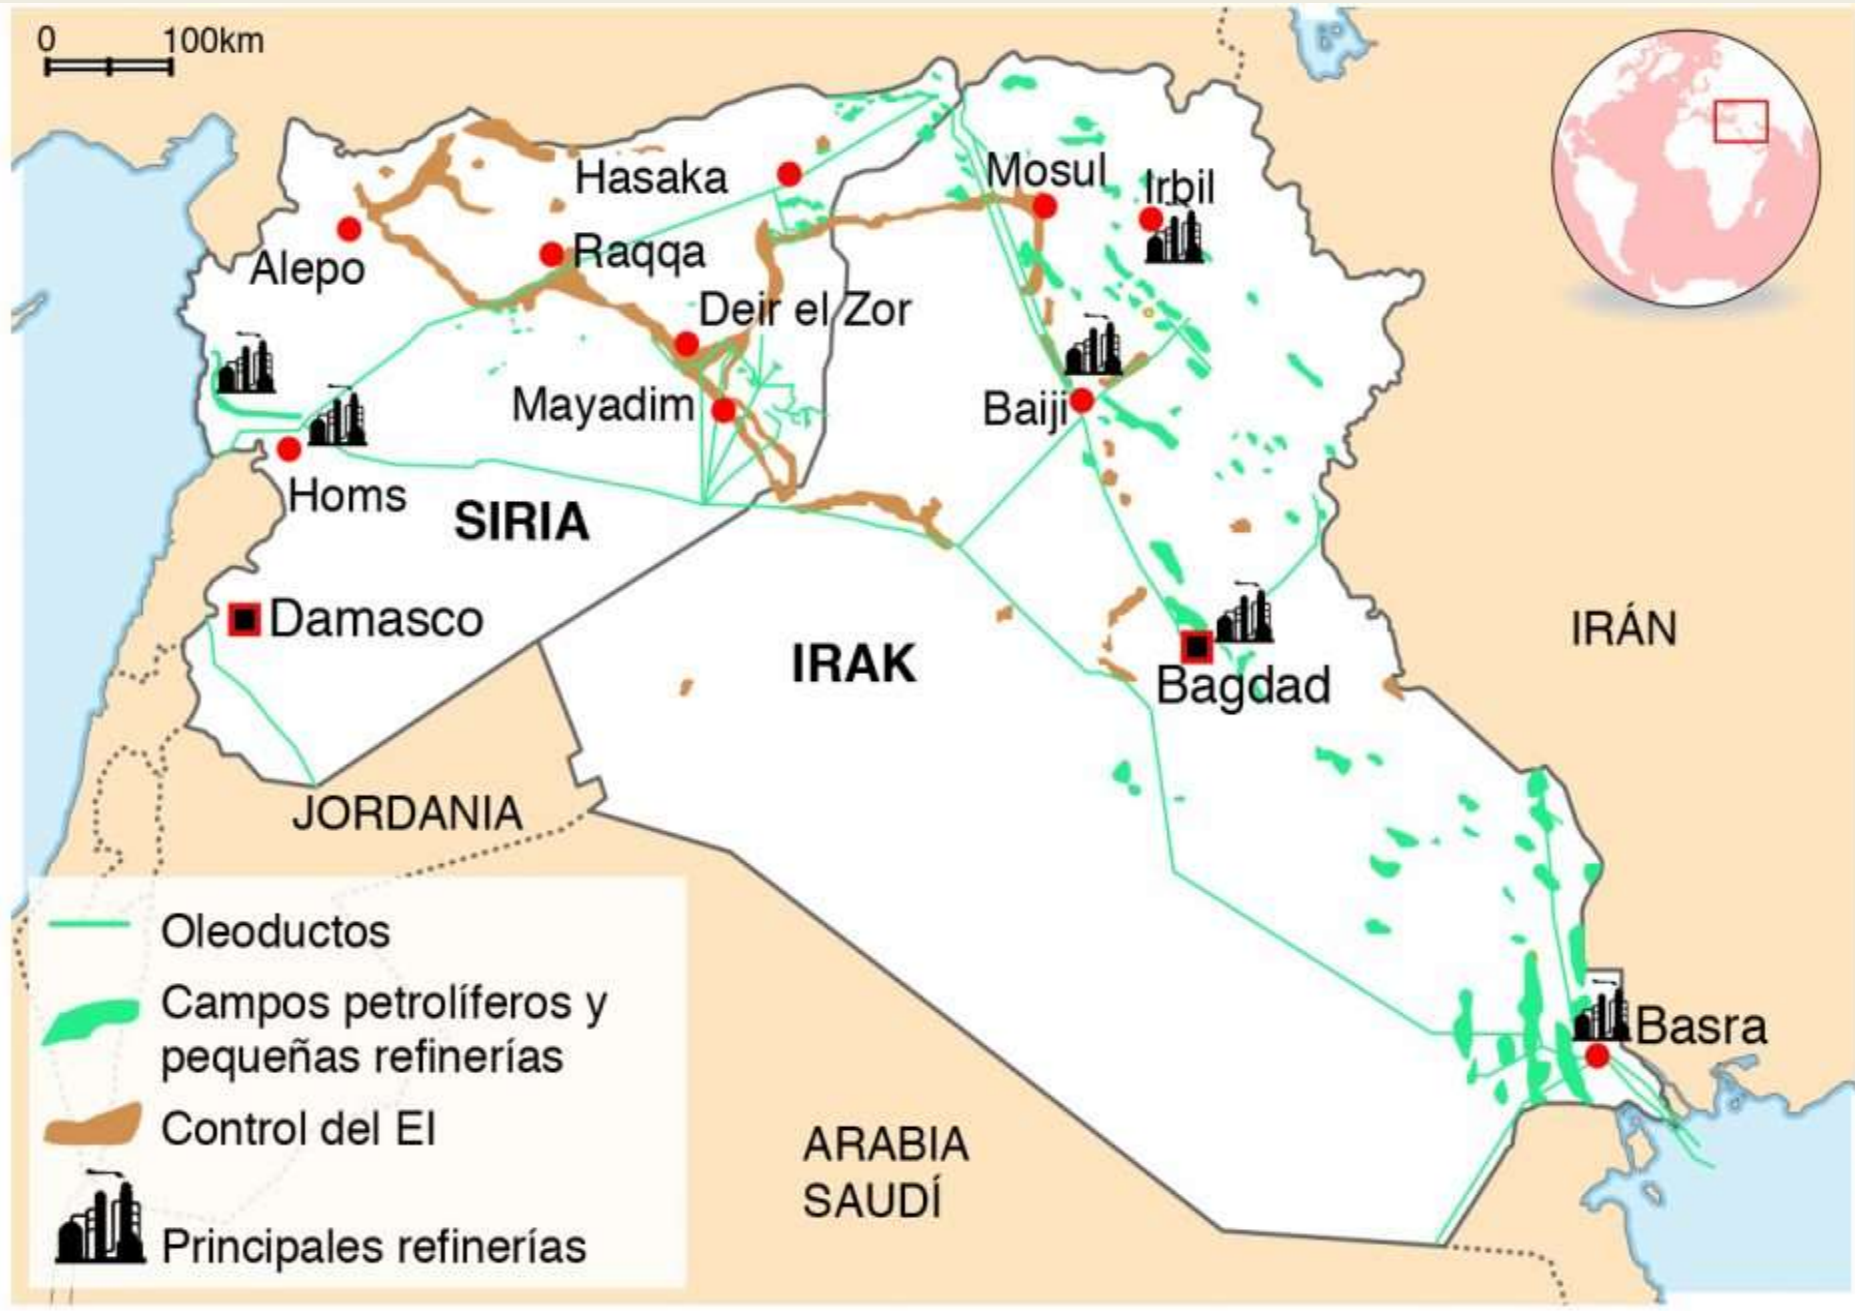 0 100km
Hasaka
Mosul
Irbil
Alepo
Raqqa
Deir el Zor
Mayadim
Baiji
Homs
SIRIA
Damasco
IRAK
Bagdad
IRÁN
JORDANIA
Oleoductos
Campos petrolíferos y
pequeñas refinerías
Control del EI
Principales refinerías
Basra
ARABIA
SAUDÍ